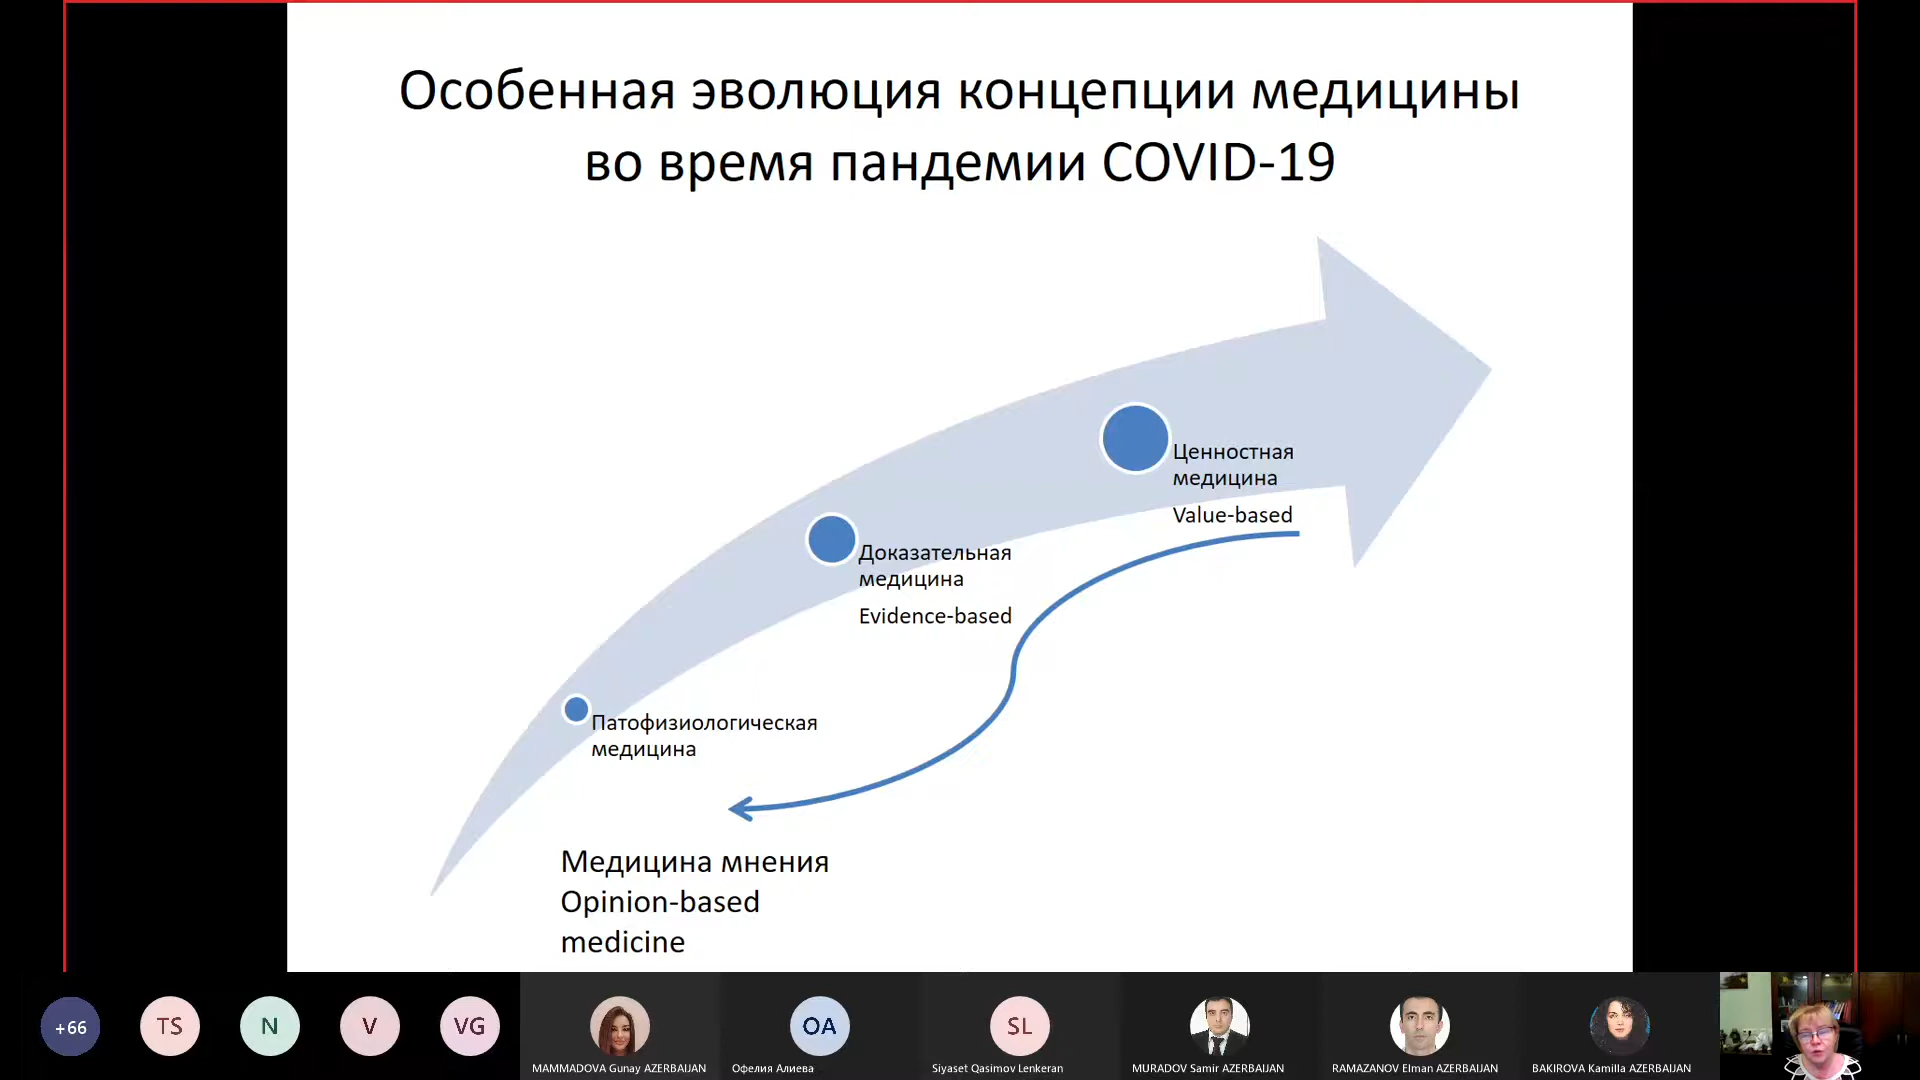 Особенная эволюция концепции медицины
во время пандемии COVID-19
Ценностная
медицина
Value-based
Доказательная
медицина
Evidence-based
Патофизиологическая
медицина
Медицина мнения
Opinion-based
medicine
+66
TS
N
V
VG
MAMMADOVA Gunay AZERBAIJAN
OA
Офелия Алиева
SL
Siyaset Qasimov Lenkeran
MURADOV Samir AZERBAIJAN
RAMAZANOV Elman AZERBAIJAN
BAKIROVA Kamilla AZERBAIJAN